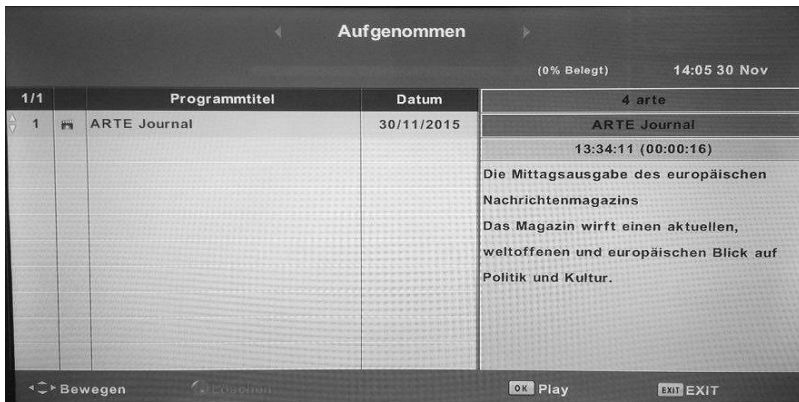 Aufgenommen
(0% Belegt)
14:05 30 Nov
1/1 Programmtitel Datum
1 ARTE Journal 30/11/2015
4 arte
ARTE Journal
13:34:11 (00:00:16)
Die Mittagsausgabe des europäischen
Nachrichtenmagazins
Das Magazin wirft einen aktuellen,
weltoffenen und europäischen Blick auf
Politik und Kultur.
Bewegen Löschen OK Play EXIT EXIT